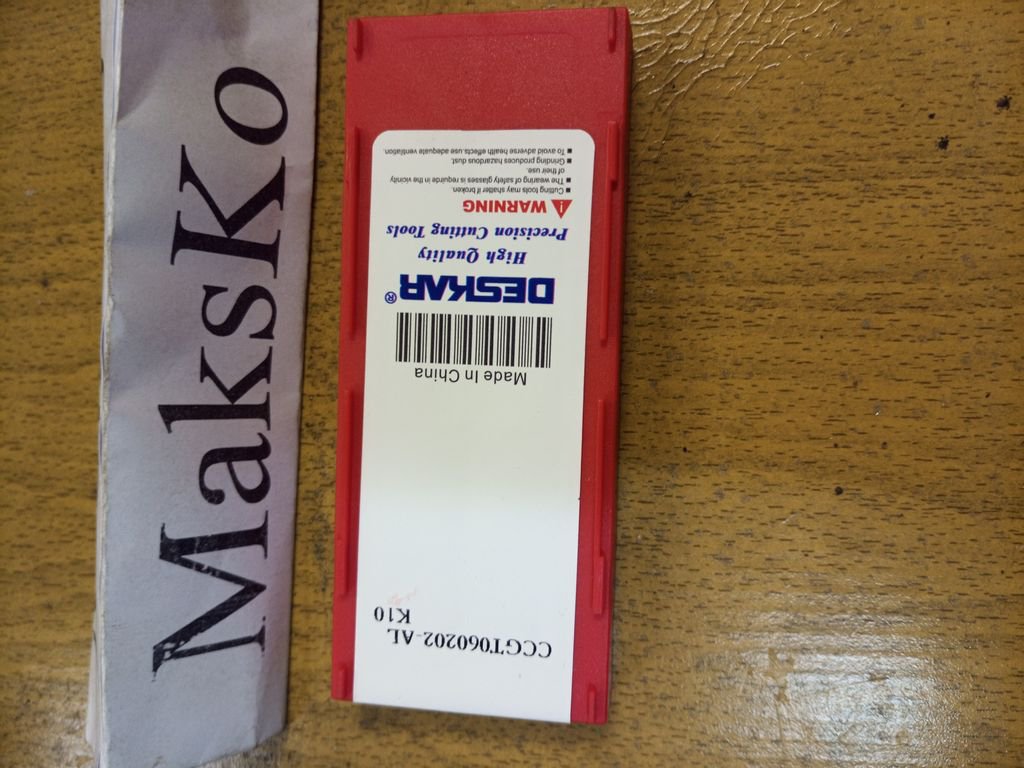 MaksKo
CCGT060202-AL
K10
Made In China
DESKAR®
High Quality
Precision Cutting Tools
WARNING
■ Cutting tools may shatter if broken.
■ The wearing of safety glasses is requirde in the vicinity
of their use.
■ Grinding produces hazardous dust.
■ To avoid adverse health effects.use adequate ventilation.